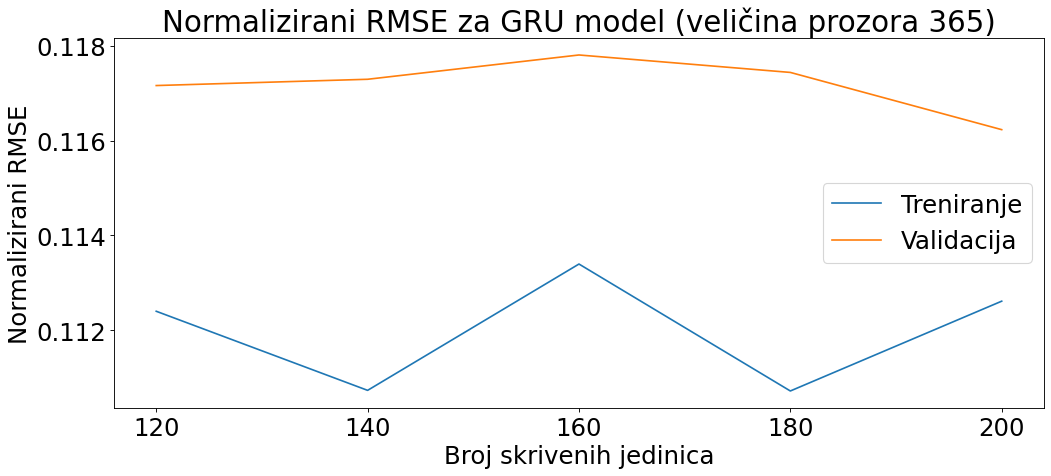 Normalizirani RMSE za GRU model (veličina prozora 365)
Normalizirani RMSE
0.118
0.116
0.114
0.112
Treniranje
Validacija
120 140 160 180 200
Broj skrivenih jedinica